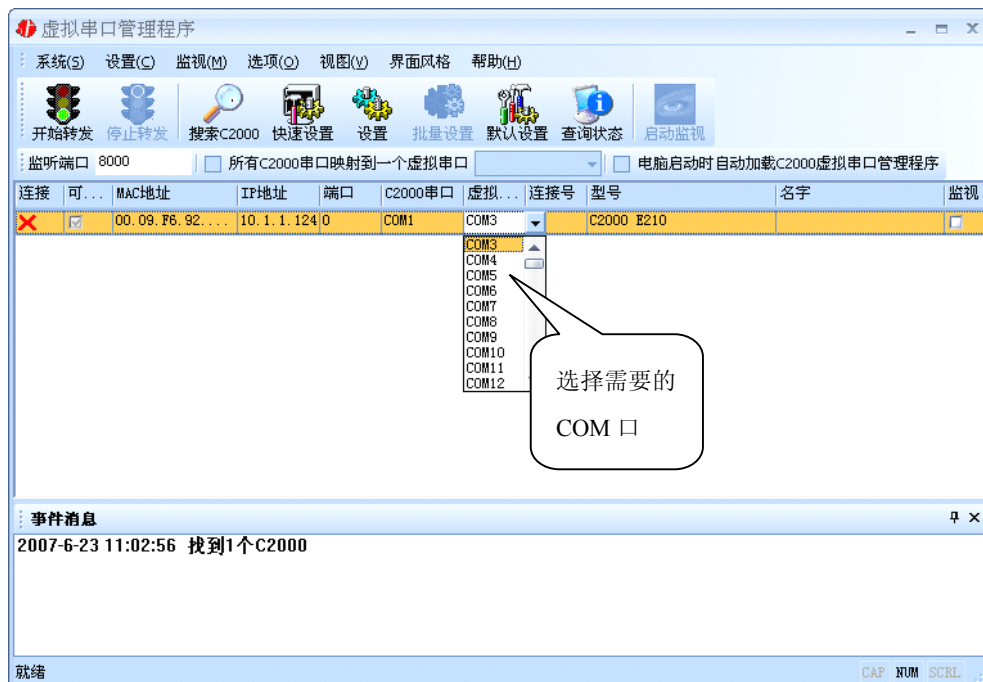 虚拟串口管理程序
系统(S) 设置(C) 监视(M) 选项(O) 视图(V) 界面风格 帮助(H)
开始转发 停止转发 搜索C2000 快速设置 设置 批量设置 默认设置 查询状态 启动监视
监听端口 8000 所有C2000串口映射到一个虚拟串口 电脑启动时自动加载C2000虚拟串口管理程序
连接 可... MAC地址 IP地址 端口 C2000串口 虚拟... 连接号 型号 名字 监视
00.09.F6.92.... 10.1.1.124 0 COM1 COM3 C2000 E210
COM3
COM4
COM5
COM6
COM7
COM8
COM9
COM10
COM11
COM12
选择需要的
COM 口
事件消息
2007-6-23 11:02:56 找到1个C2000
就绪 CAP NUM SCRL